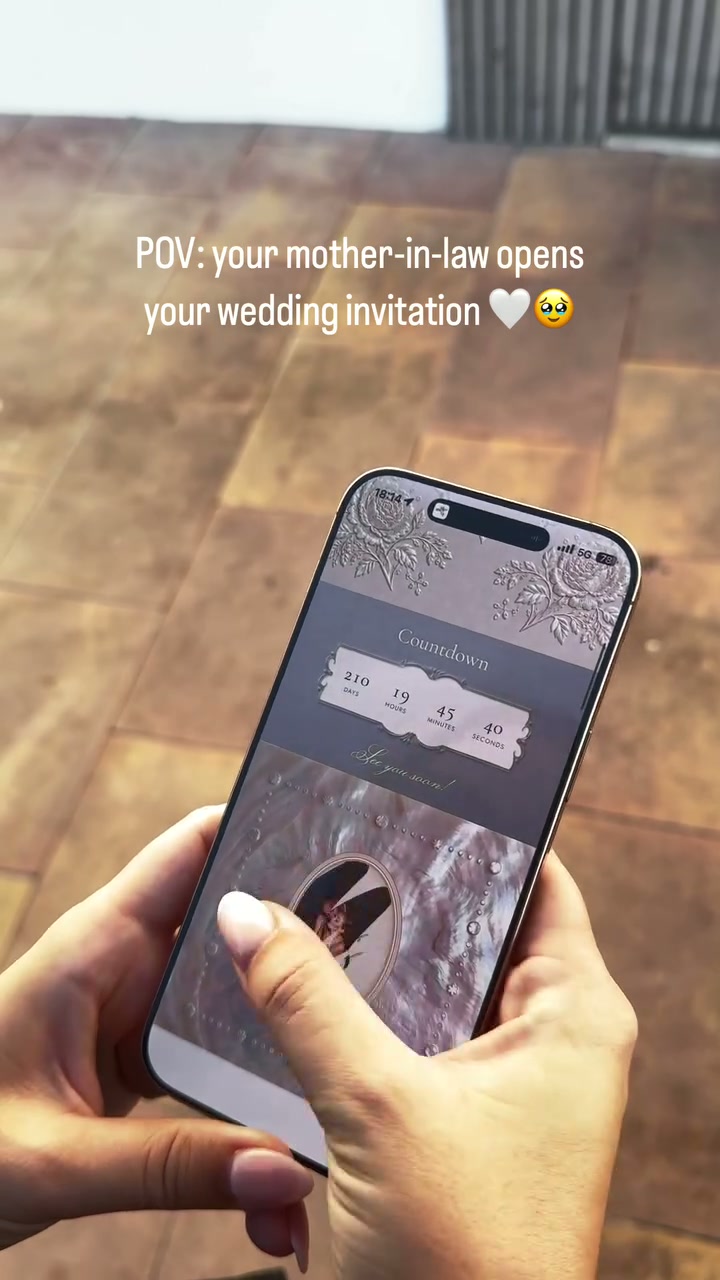 POV: your mother-in-law opens
your wedding invitation 🤍🥹
18:14
5G 78
Countdown
210 19 45 40
DAYS HOURS MINUTES SECONDS
See you soon!